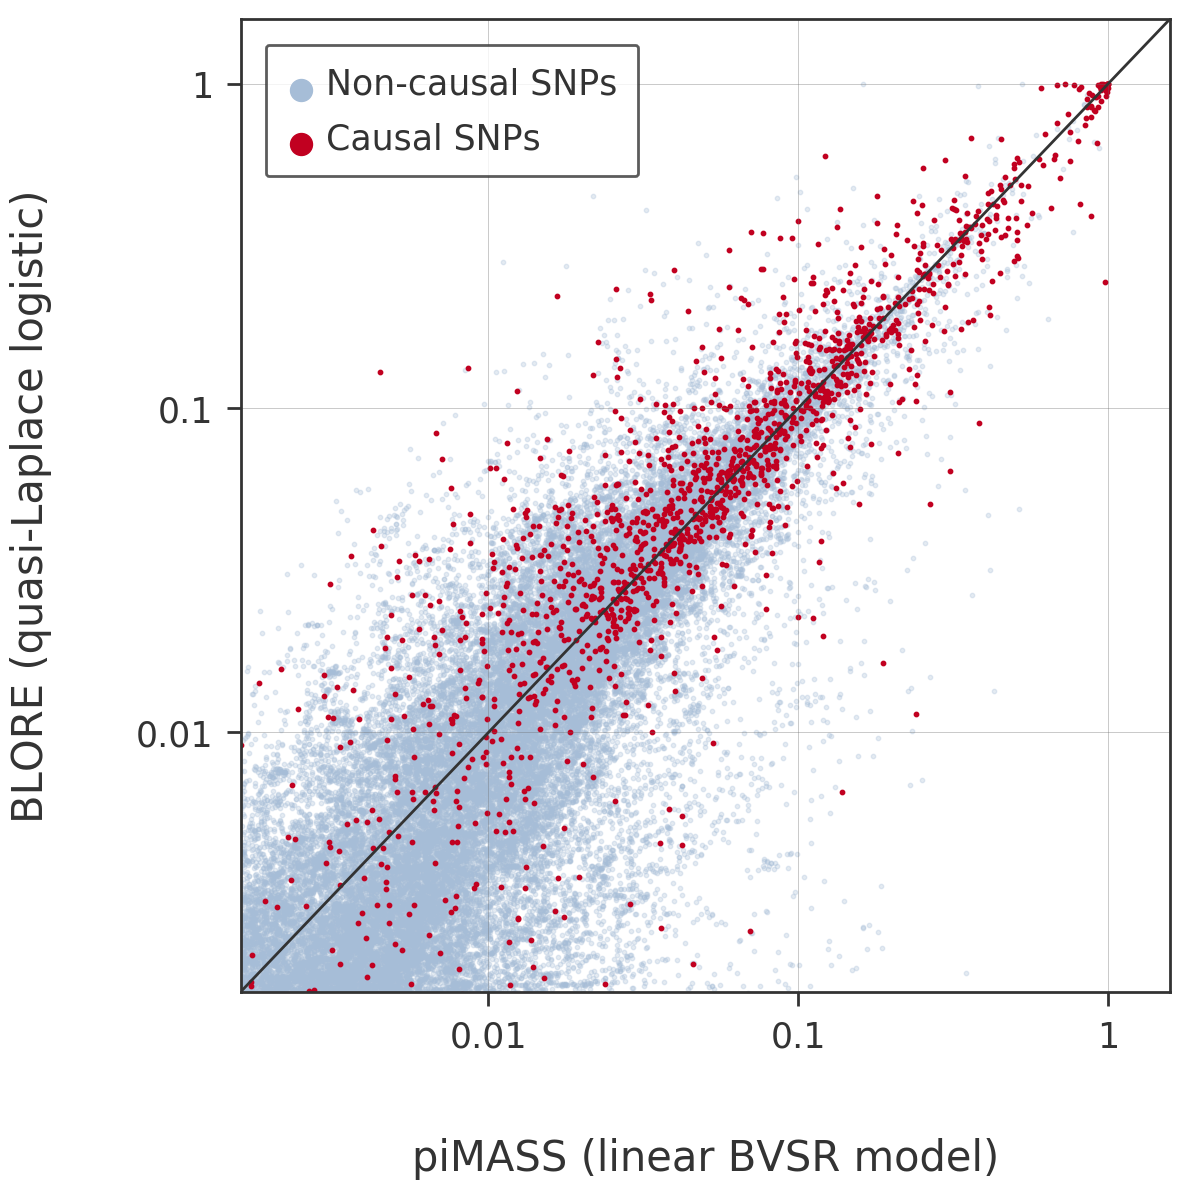 Non-causal SNPs
Causal SNPs
1
0.1
0.01
0.01
0.1
1
BLORE (quasi-Laplace logistic)
piMASS (linear BVSR model)